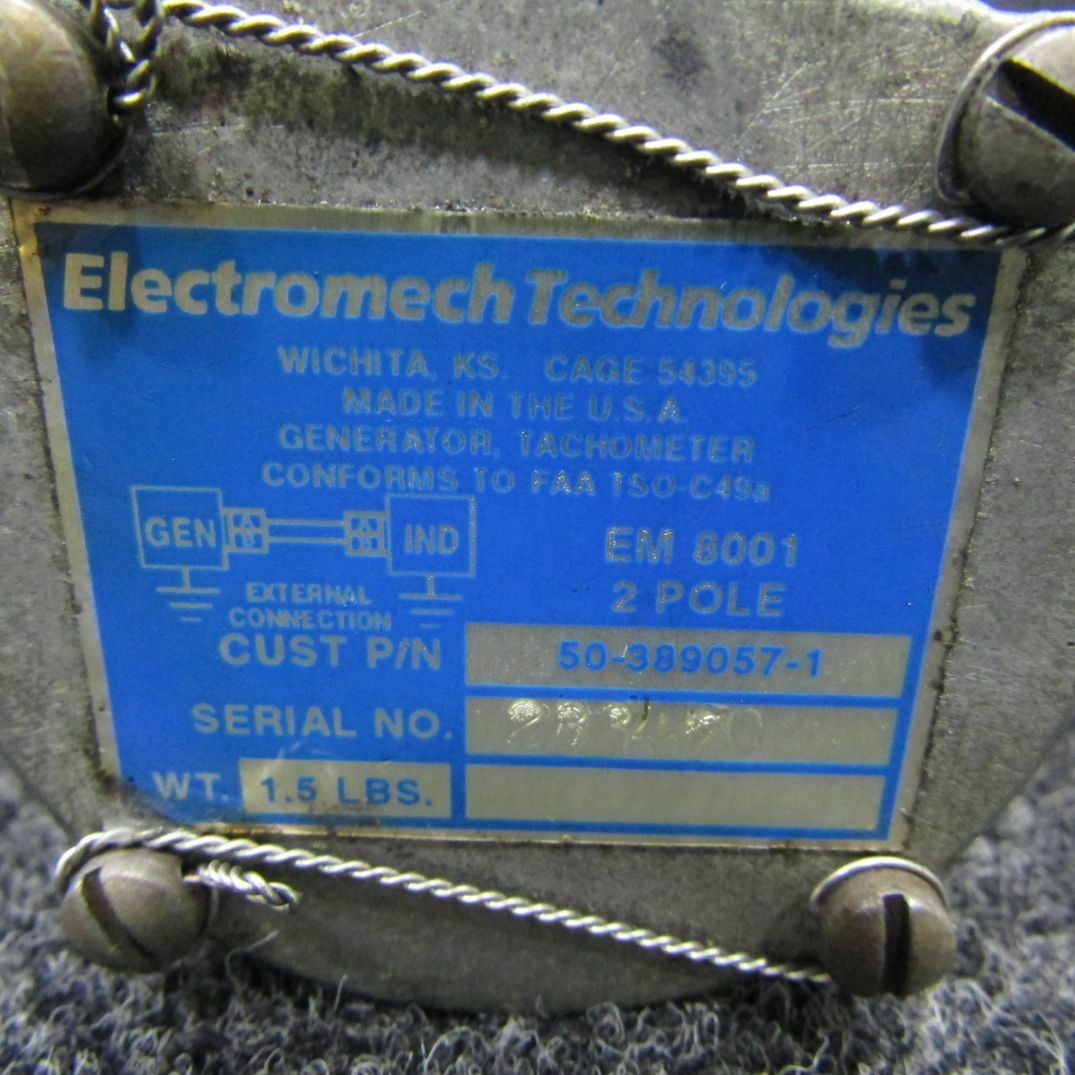 Electromech Technologies
WICHITA, KS. CAGE 54395
MADE IN THE U.S.A.
GENERATOR, TACHOMETER
CONFORMS TO FAA TSO-C49a
GEN A B A B IND
EM 8001
EXTERNAL
CONNECTION
2 POLE
CUST P/N 50-389057-1
SERIAL NO.
WT. 1.5 LBS.